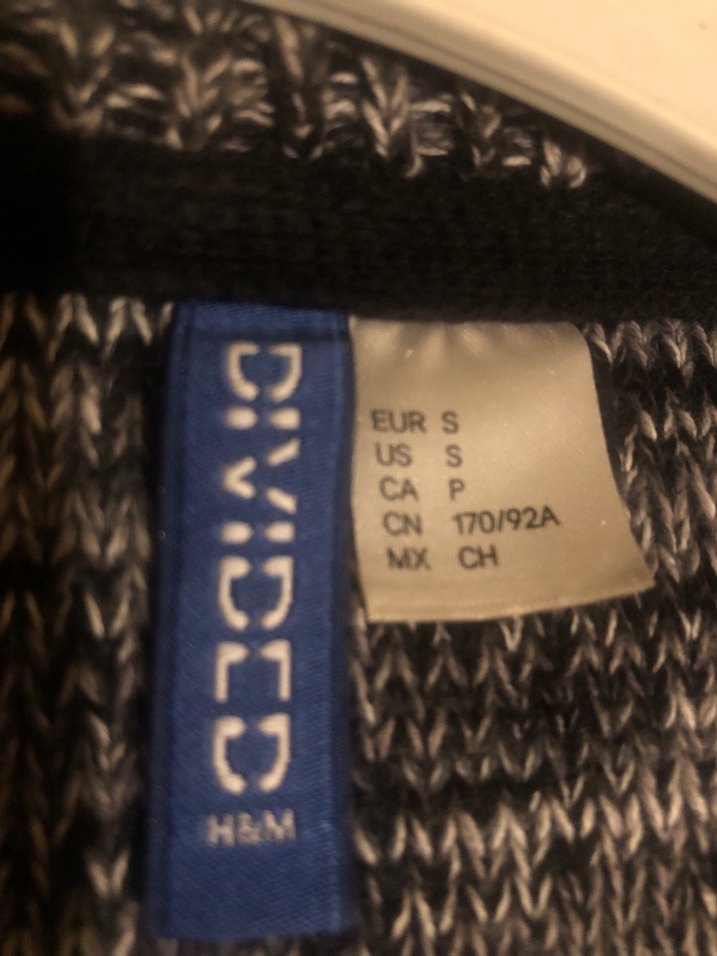 DIVIDED
H&M
EUR S
US S
CA P
CN 170/92A
MX CH